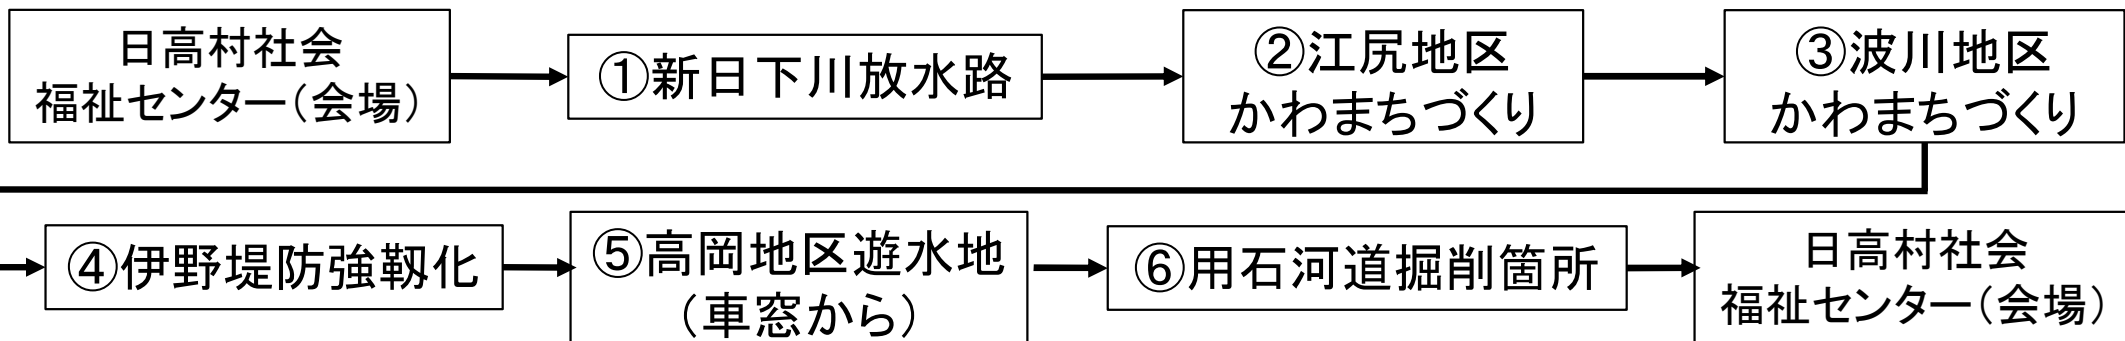 日高村社会
福祉センター（会場）
①新日下川放水路
②江尻地区
かわまちづくり
③波川地区
かわまちづくり
④伊野堤防強靱化
⑤高岡地区遊水地
（車窓から）
⑥用石河道掘削箇所
日高村社会
福祉センター（会場）